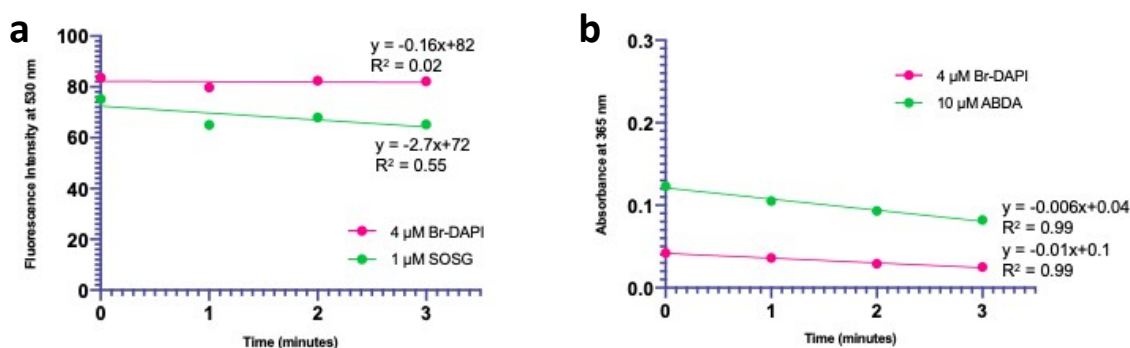 a
Fluorescence Intensity at 530 nm
100
80
60
40
20
0
y = -0.16x+82
R² = 0.02
y = -2.7x+72
R² = 0.55
4 µM Br-DAPI
1 µM SOSG
0 1 2 3
Time (minutes)
b
Absorbance at 365 nm
0.3
0.2
0.1
0.0
4 µM Br-DAPI
10 µM ABDA
y = -0.006x+0.04
R² = 0.99
y = -0.01x+0.1
R² = 0.99
0 1 2 3
Time (minutes)